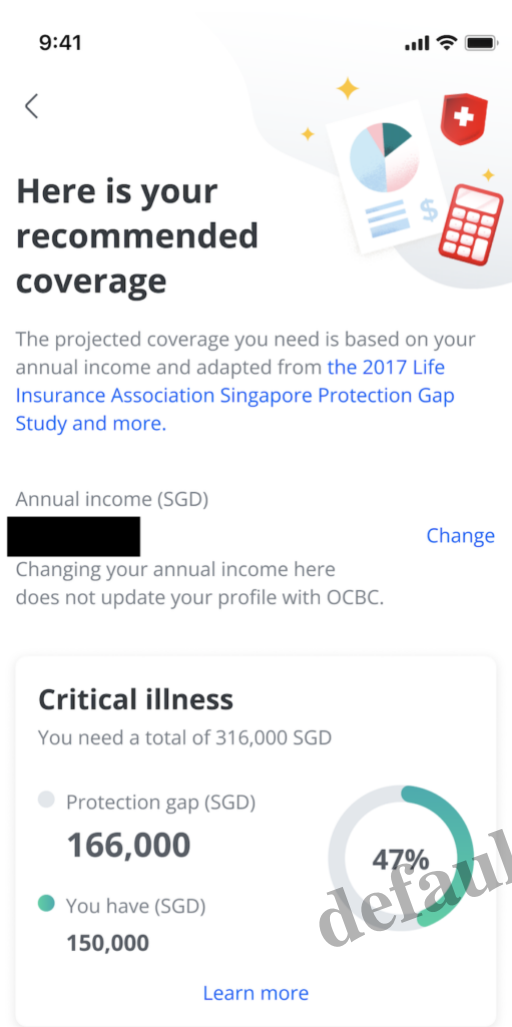 9:41
Here is your
recommended
coverage
The projected coverage you need is based on your
annual income and adapted from the 2017 Life
Insurance Association Singapore Protection Gap
Study and more.
Annual income (SGD)
Change
Changing your annual income here
does not update your profile with OCBC.
Critical illness
You need a total of 316,000 SGD
Protection gap (SGD)
166,000
47%
You have (SGD)
150,000
Learn more
$